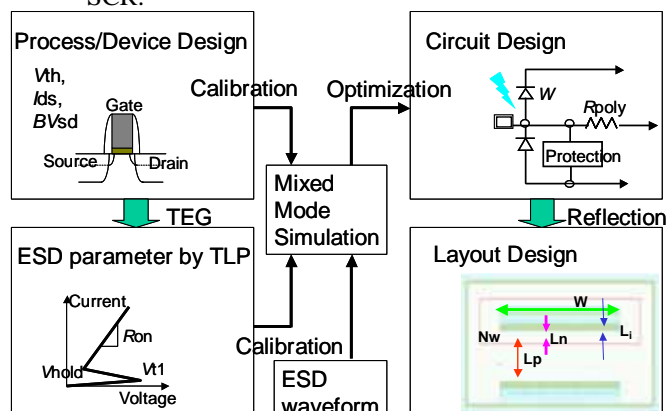 SCR.
Process/Device Design
Vth,
Ids,
BVsd
Gate
Source
Drain
Calibration
Optimization
Circuit Design
W
Rpoly
Protection
TEG
Mixed
Mode
Simulation
Reflection
ESD parameter by TLP
Current
Ron
Vhold
Vt1
Voltage
Calibration
ESD
waveform
Layout Design
W
Nw
Ln
Li
Lp